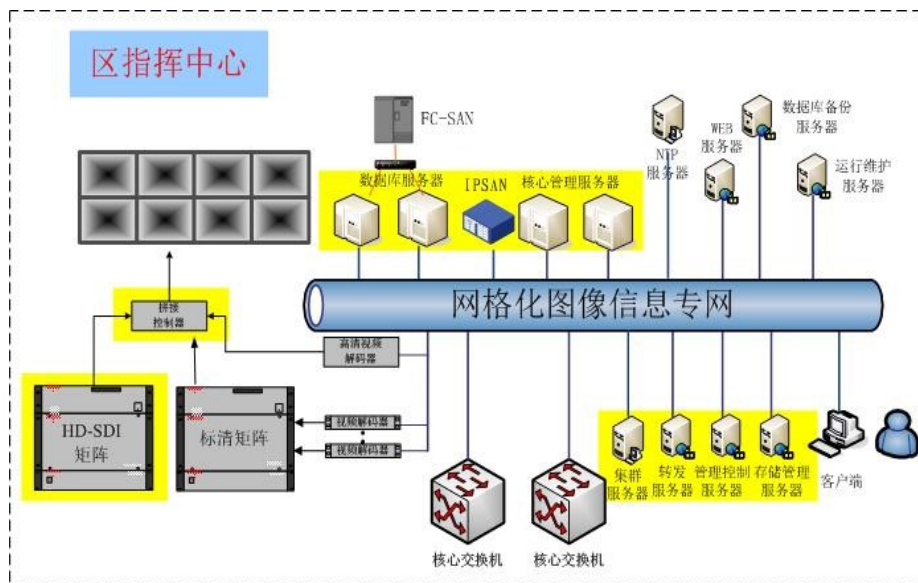 区指挥中心
FC-SAN
数据库服务器
IPSAN
核心管理服务器
NTP
服务器
WEB
服务器
数据库备份
服务器
运行维护
服务器
网格化图像信息专网
拼接
控制器
高清视频
解码器
HD-SDI
矩阵
标清矩阵
视频解码器
视频解码器
集群
服务器
转发
服务器
管理控制
服务器
存储管理
服务器
客户端
核心交换机
核心交换机